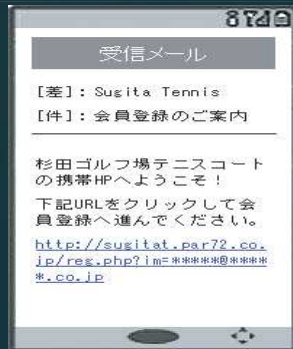 受信メール
[差]：Sugita Tennis
[件]：会員登録のご案内
杉田ゴルフ場テニスコート
の携帯HPへようこそ！
下記URLをクリックして会
員登録へ進んでください。
http://sugitat.par72.co.
jp/reg.php?im=*****@****
*.co.jp